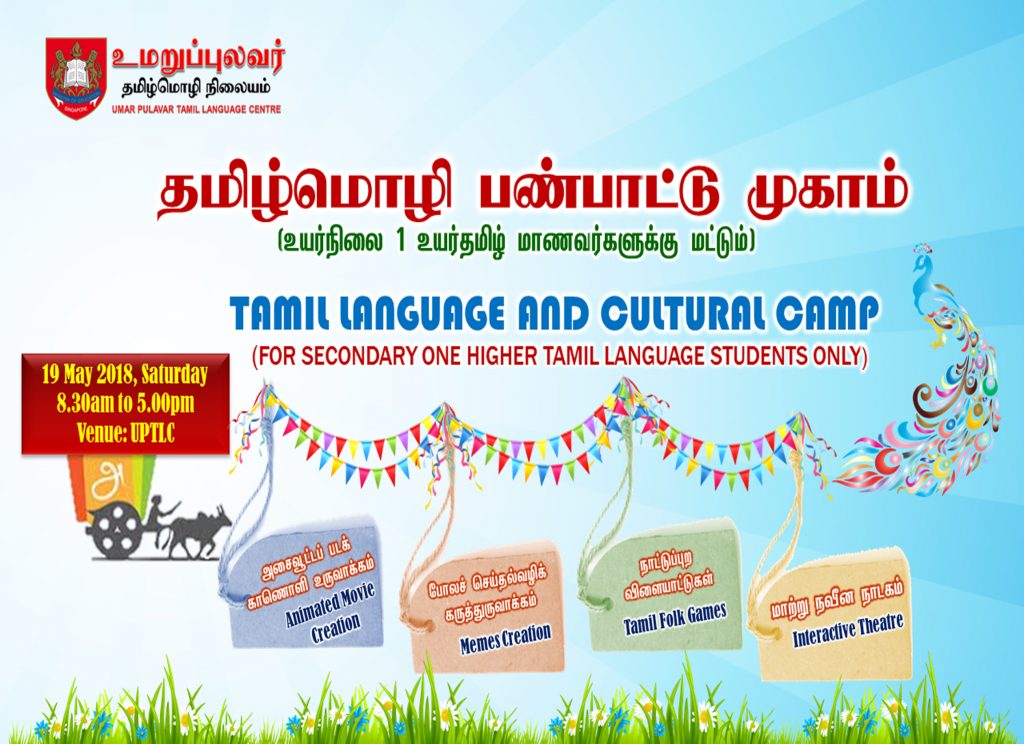 உமறுப்புலவர்
தமிழ்மொழி நிலையம்
UMAR PULAVAR TAMIL LANGUAGE CENTRE
SINGAPORE
தமிழ்மொழி பண்பாட்டு முகாம்
(உயர்நிலை 1 உயர்தமிழ் மாணவர்களுக்கு மட்டும்)
TAMIL LANGUAGE AND CULTURAL CAMP
(FOR SECONDARY ONE HIGHER TAMIL LANGUAGE STUDENTS ONLY)
19 May 2018, Saturday
8.30am to 5.00pm
Venue: UPTLC
அ
அசைவூட்டப் படக்
காணொளி உருவாக்கம்
Animated Movie
Creation
போலச் செய்தல்வழிக்
கருத்துருவாக்கம்
Memes Creation
நாட்டுப்புற
விளையாட்டுகள்
Tamil Folk Games
மாற்று நவீன நாடகம்
Interactive Theatre